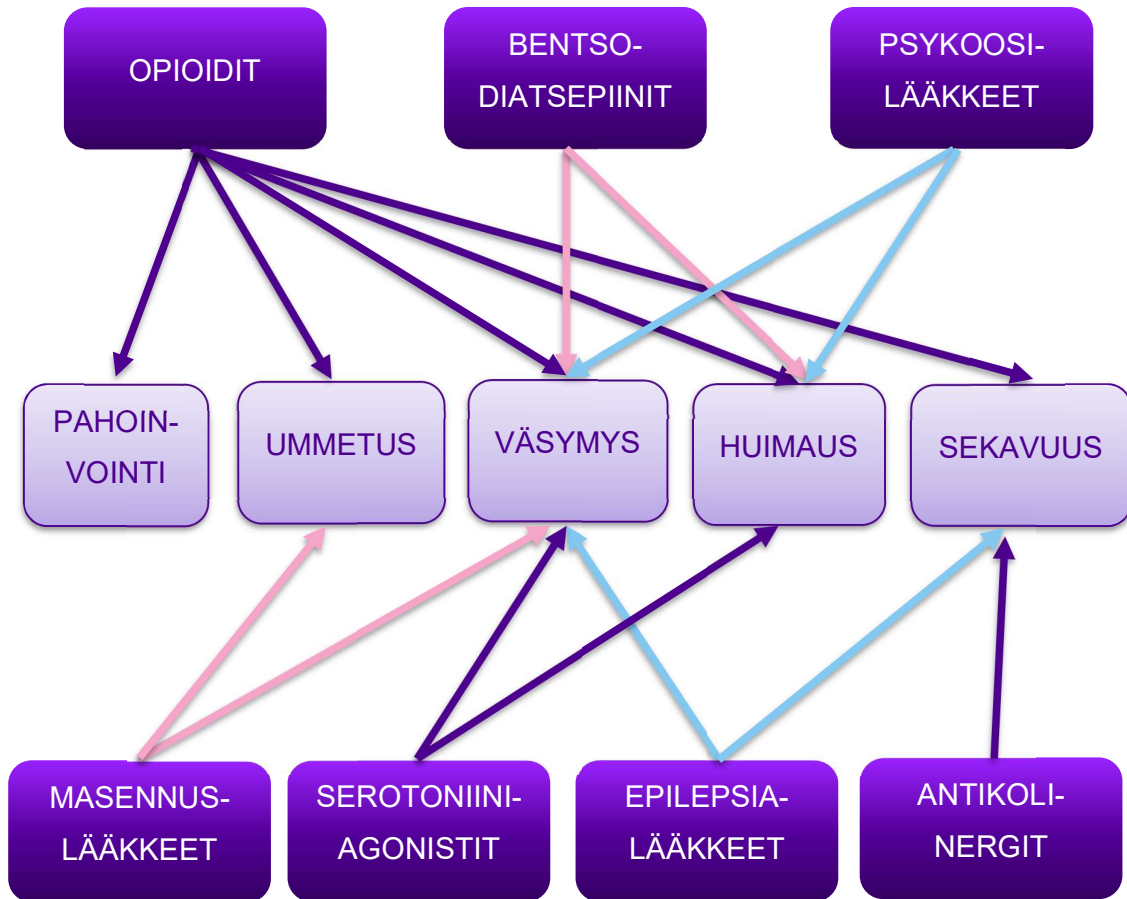 OPIOIDIT
BENTSO-
DIATSEPIINIT
PSYKOOSI-
LÄÄKKEET
PAHOIN-
VOINTI
UMMETUS
VÄSYMYS
HUIMAUS
SEKAVUUS
MASENNUS-
LÄÄKKEET
SEROTONIINI-
AGONISTIT
EPILEPSIA-
LÄÄKKEET
ANTIKOLI-
NERGIT